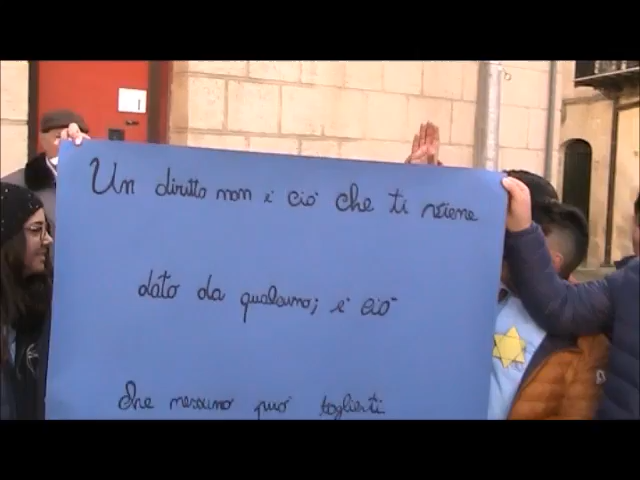 Un diritto non è ciò che ti viene
dato da qualcuno; è ciò
che nessuno può toglierti